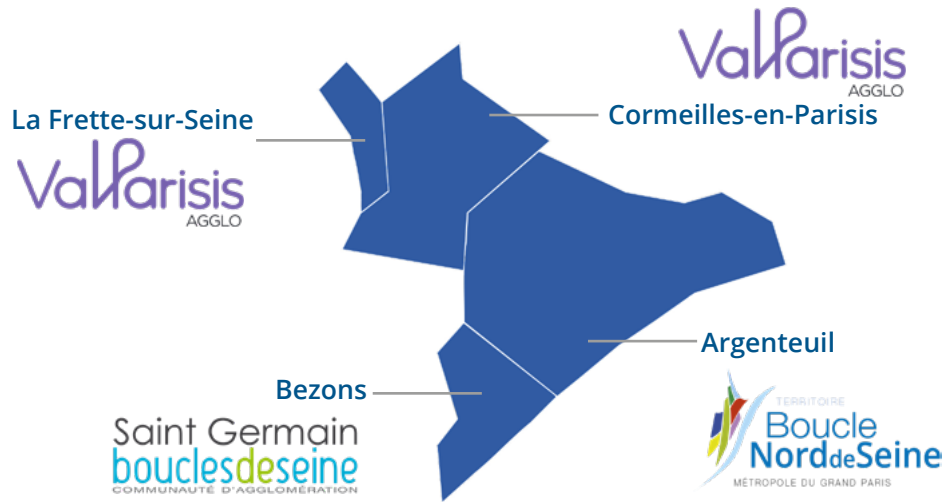 ValParisis
AGGLO
La Frette-sur-Seine
Cormeilles-en-Parisis
ValParisis
AGGLO
Argenteuil
Bezons
Saint Germain
bouclesdeseine
COMMUNAUTÉ D'AGGLOMÉRATION
TERRITOIRE
Boucle
NorddeSeine
MÉTROPOLE DU GRAND PARIS